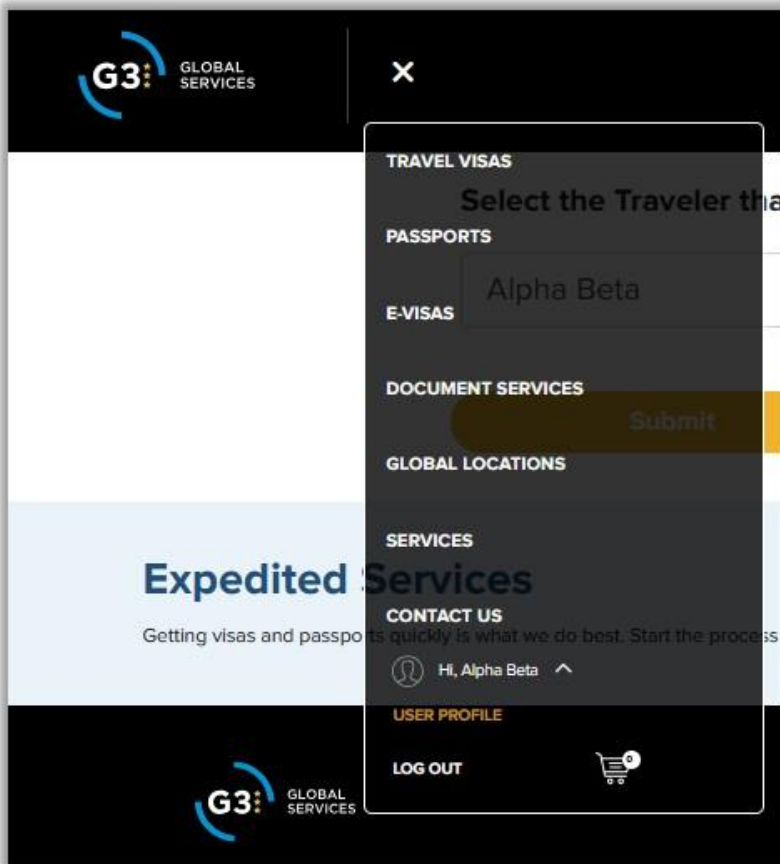 G3
GLOBAL
SERVICES
TRAVEL VISAS
Select the Traveler tha
PASSPORTS
Alpha Beta
E-VISAS
DOCUMENT SERVICES
Submit
GLOBAL LOCATIONS
SERVICES
Expedited Services
CONTACT US
Getting visas and passports quickly is what we do best. Start the process
Hi, Alpha Beta
USER PROFILE
LOG OUT
0
G3
GLOBAL
SERVICES